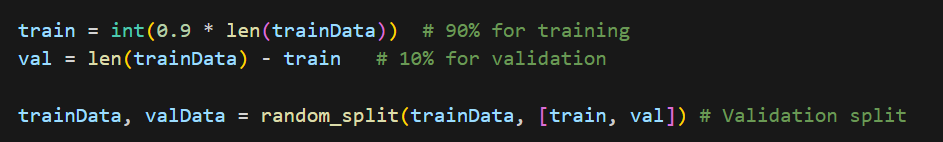 train = int(0.9 * len(trainData))  # 90% for training
val = len(trainData) - train   # 10% for validation
trainData, valData = random_split(trainData, [train, val]) # Validation split